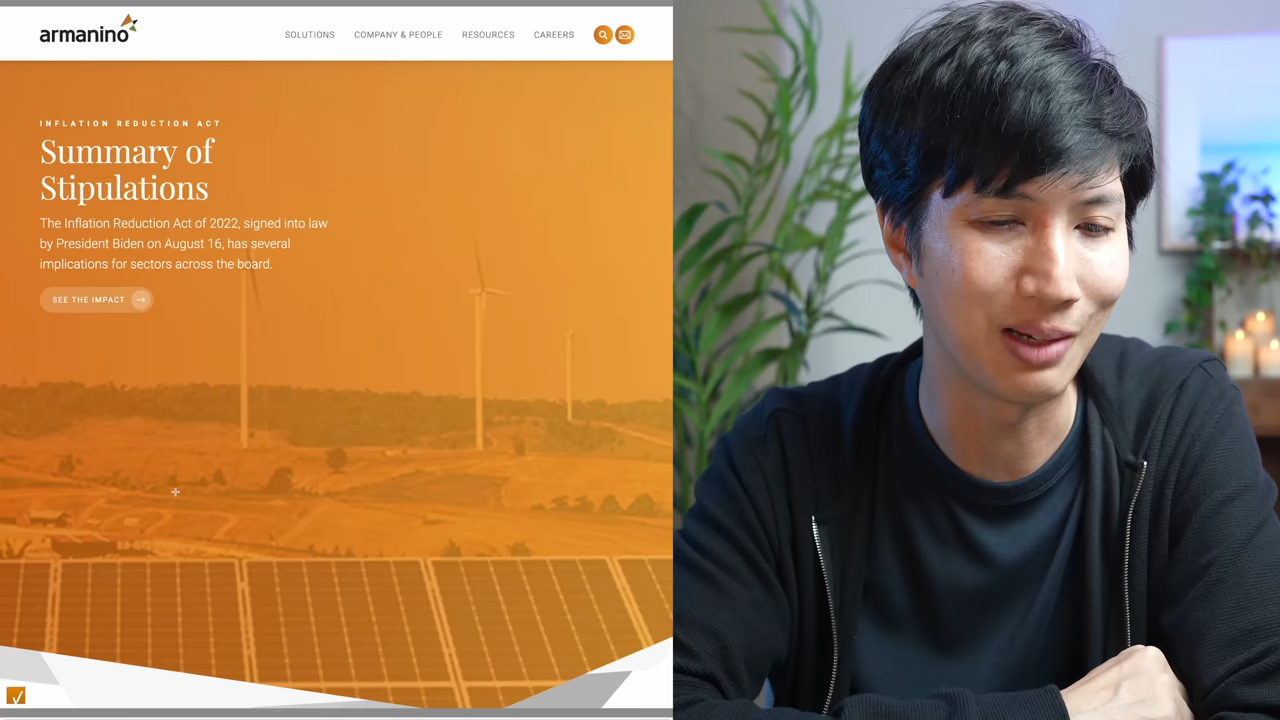 armanino
SOLUTIONS COMPANY & PEOPLE RESOURCES CAREERS
INFLATION REDUCTION ACT
Summary of
Stipulations
The Inflation Reduction Act of 2022, signed into law
by President Biden on August 16, has several
implications for sectors across the board.
SEE THE IMPACT